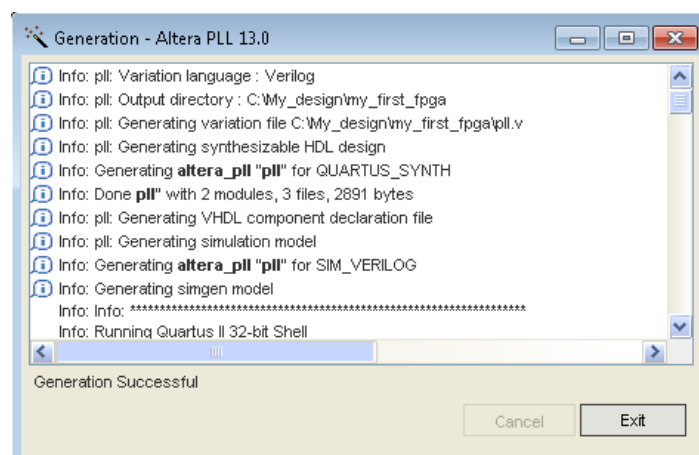 Generation - Altera PLL 13.0
Info: pll: Variation language : Verilog
Info: pll: Output directory : C:\My_design\my_first_fpga
Info: pll: Generating variation file C:\My_design\my_first_fpga\pll.v
Info: pll: Generating synthesizable HDL design
Info: Generating altera_pll "pll" for QUARTUS_SYNTH
Info: Done pll" with 2 modules, 3 files, 2891 bytes
Info: pll: Generating VHDL component declaration file
Info: pll: Generating simulation model
Info: Generating altera_pll "pll" for SIM_VERILOG
Info: Generating simgen model
Info: Info: *******************************************************************
Info: Running Quartus II 32-bit Shell
Generation Successful
Cancel Exit